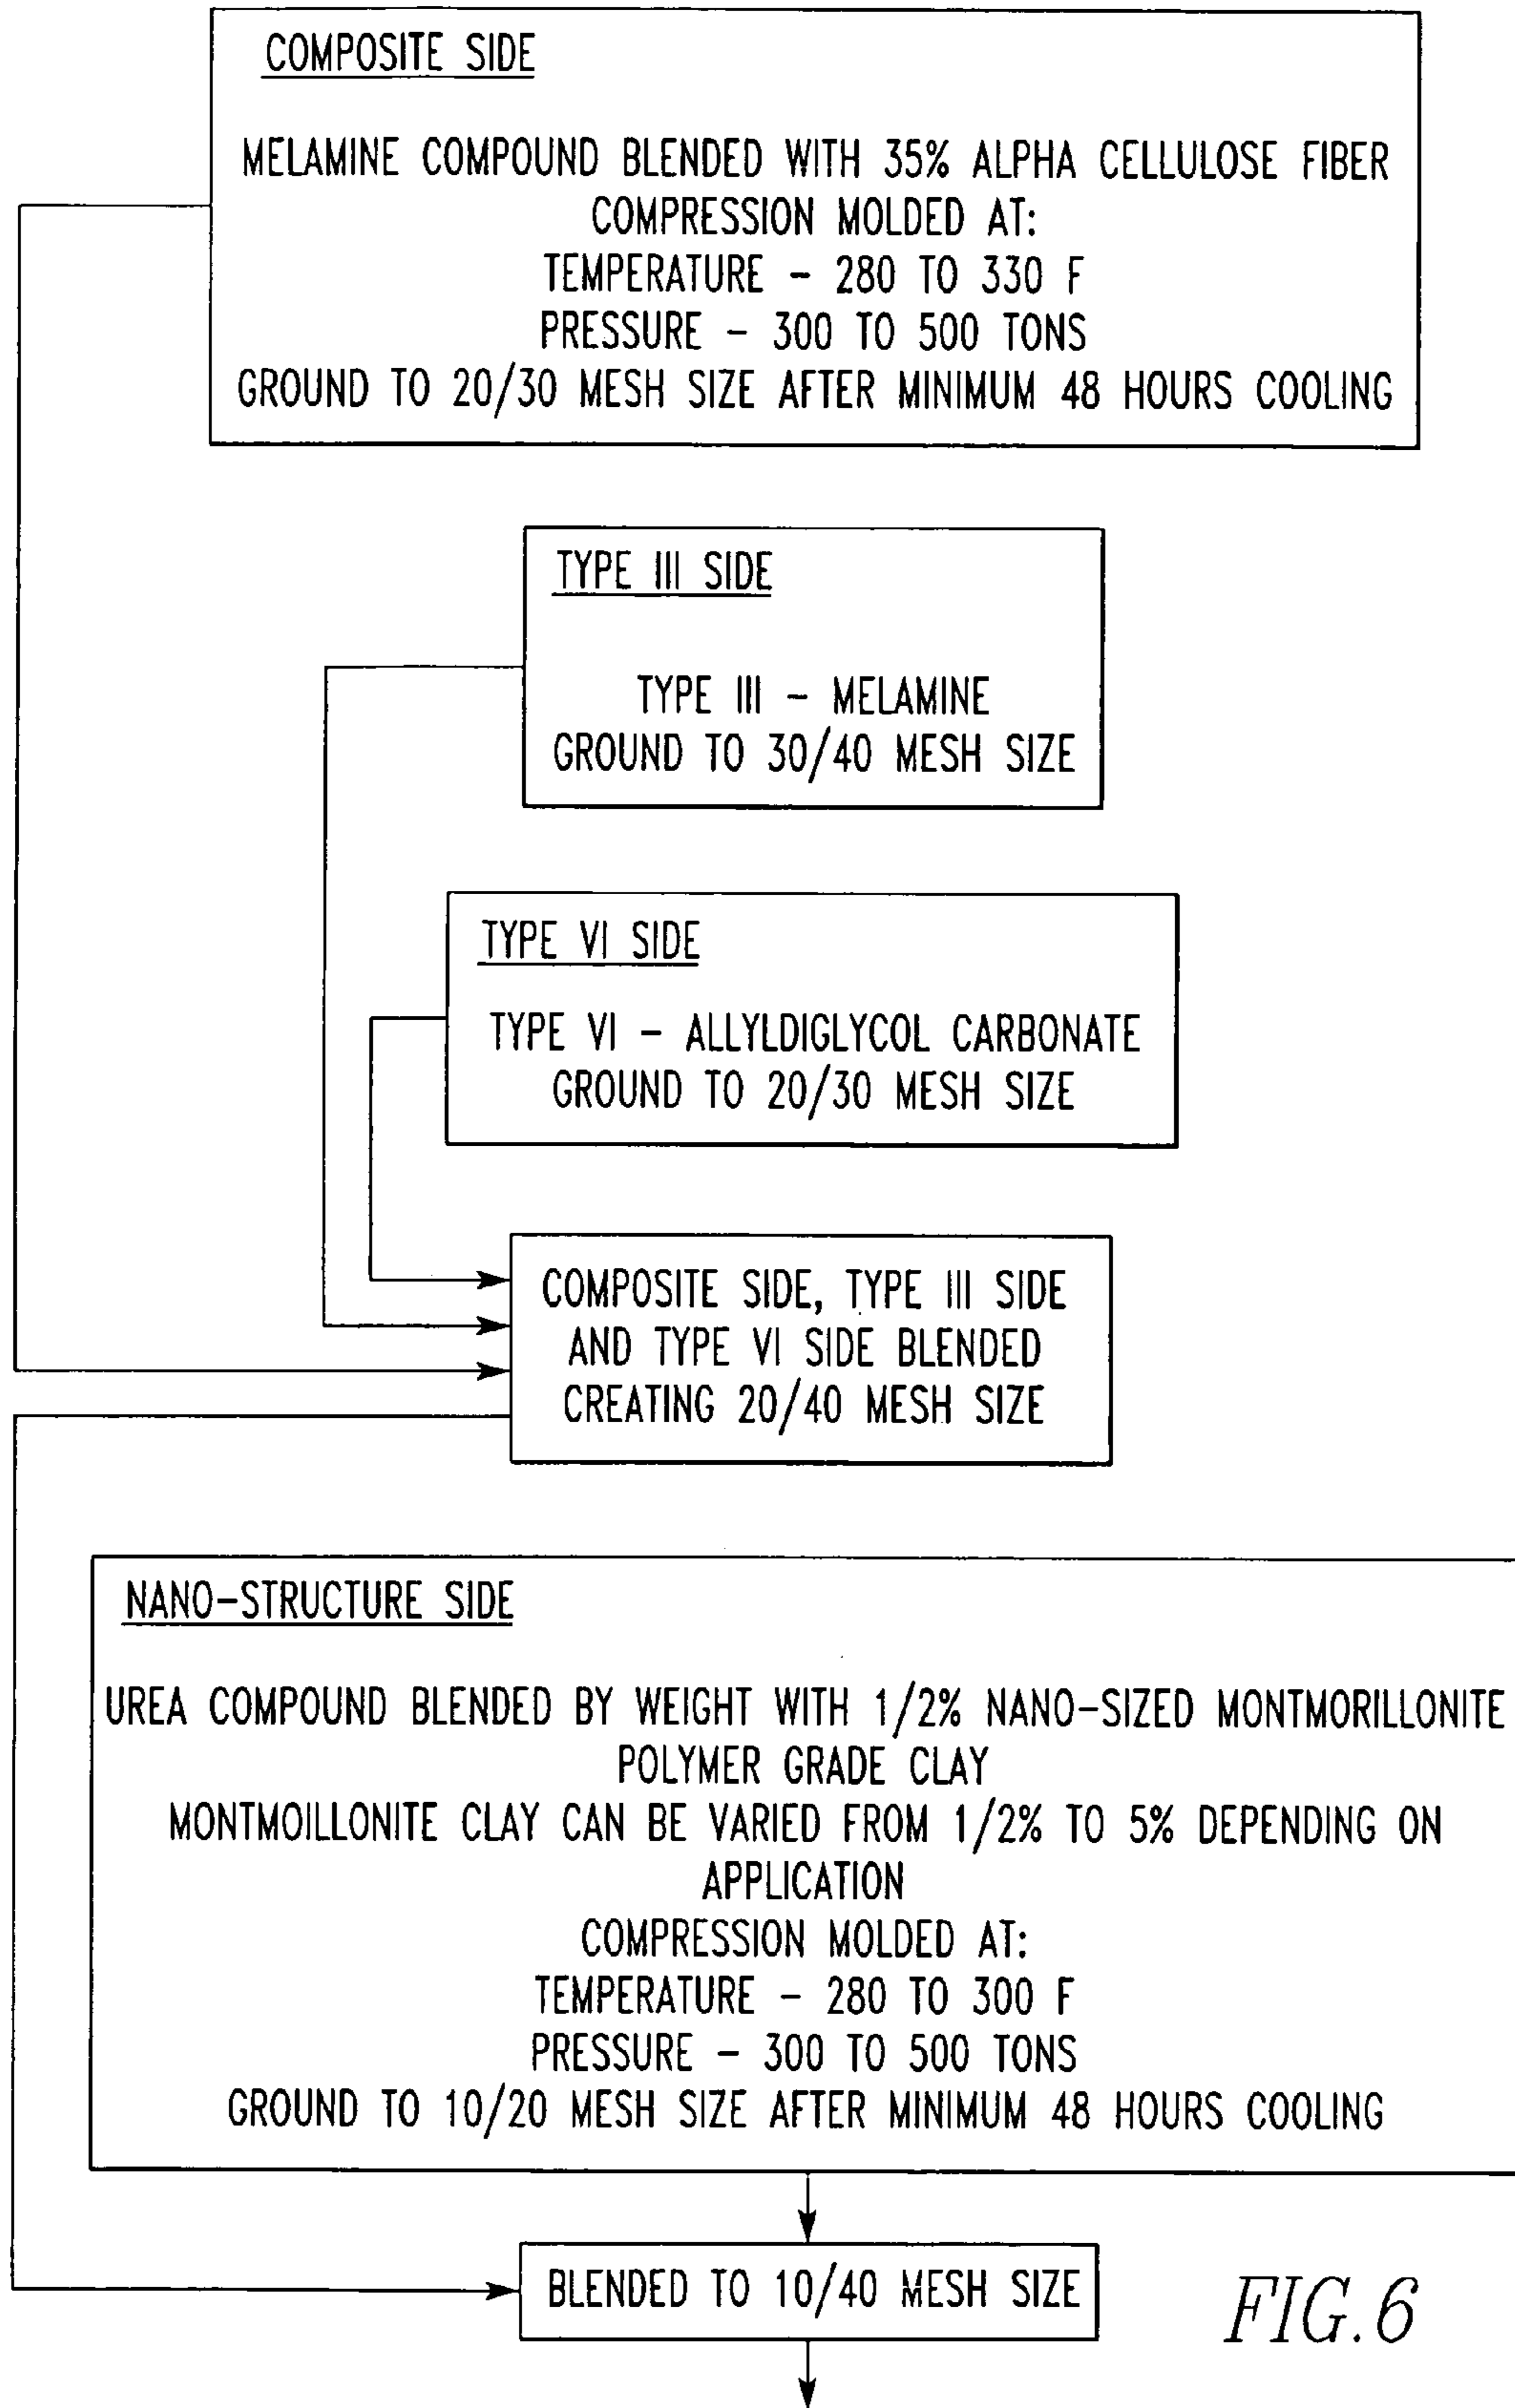 COMPOSITE SIDE
MELAMINE COMPOUND BLENDED WITH 35% ALPHA CELLULOSE FIBER
COMPRESSION MOLDED AT:
TEMPERATURE - 280 TO 330 F
PRESSURE - 300 TO 500 TONS
GROUND TO 20/30 MESH SIZE AFTER MINIMUM 48 HOURS COOLING
TYPE III SIDE
TYPE III - MELAMINE
GROUND TO 30/40 MESH SIZE
TYPE VI SIDE
TYPE VI - ALLYLDIGLYCOL CARBONATE
GROUND TO 20/30 MESH SIZE
COMPOSITE SIDE, TYPE III SIDE
AND TYPE VI SIDE BLENDED
CREATING 20/40 MESH SIZE
NANO-STRUCTURE SIDE
UREA COMPOUND BLENDED BY WEIGHT WITH 1/2% NANO-SIZED MONTMORILLONITE
POLYMER GRADE CLAY
MONTMOILLONITE CLAY CAN BE VARIED FROM 1/2% TO 5% DEPENDING ON
APPLICATION
COMPRESSION MOLDED AT:
TEMPERATURE - 280 TO 300 F
PRESSURE - 300 TO 500 TONS
GROUND TO 10/20 MESH SIZE AFTER MINIMUM 48 HOURS COOLING
BLENDED TO 10/40 MESH SIZE
FIG.6